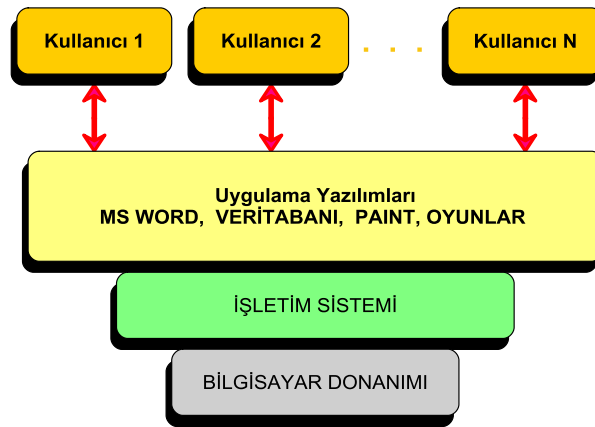 Kullanıcı 1
Kullanıcı 2
. . .
Kullanıcı N
Uygulama Yazılımları
MS WORD, VERİTABANI, PAINT, OYUNLAR
İŞLETİM SİSTEMİ
BİLGİSAYAR DONANIMI